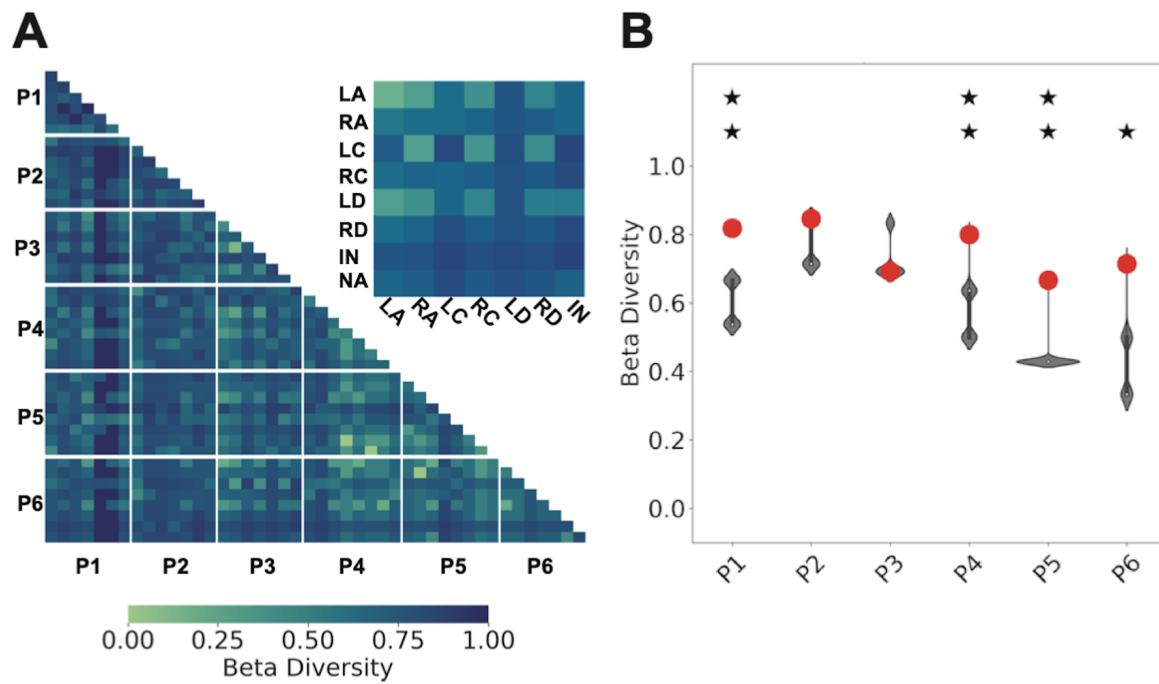 A
B
P1
P2
P3
P4
P5
P6
P1 P2 P3 P4 P5 P6
LA
RA
LC
RC
LD
RD
IN
NA
LA RA LC RC LD RD IN
0.00 0.25 0.50 0.75 1.00
Beta Diversity
Beta Diversity
1.0
0.8
0.6
0.4
0.2
0.0
P1 P2 P3 P4 P5 P6